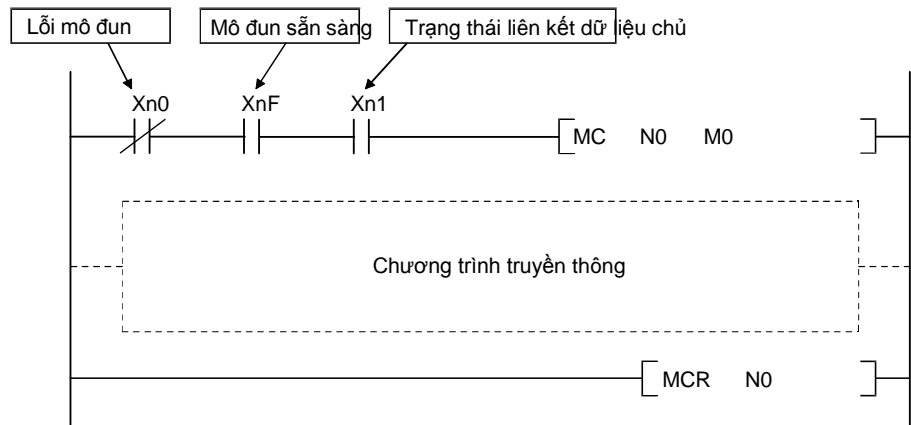 Lỗi mô đun
Mô đun sẵn sàng
Trạng thái liên kết dữ liệu chủ
Xn0
XnF
Xn1
MC N0 M0
Chương trình truyền thông
MCR N0